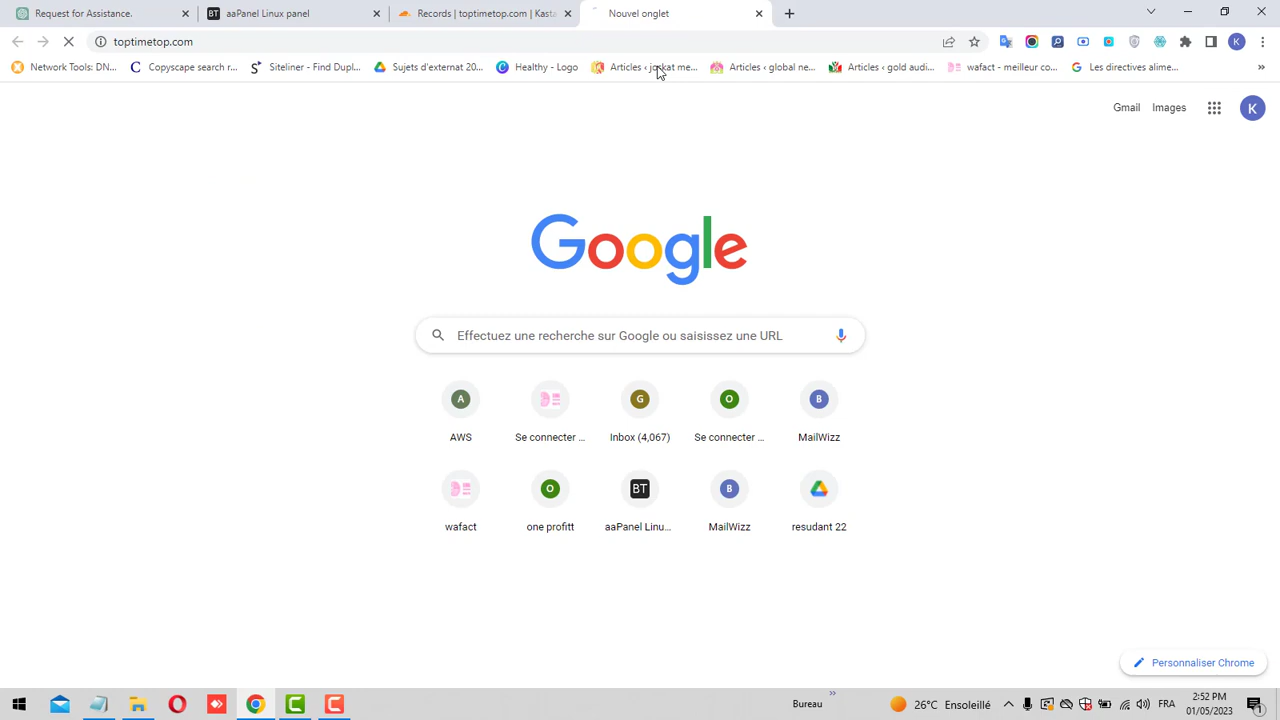 Request for Assistance.
aaPanel Linux panel
Records | toptimetop.com | Kasta
Nouvel onglet
toptimetop.com
K
Network Tools: DN...
Copyscape search r...
Siteliner - Find Dupl...
Sujets d'externat 20...
Healthy - Logo
Articles ‹ jorkat me...
Articles ‹ global ne...
Articles ‹ gold audi...
wafact - meilleur co...
Les directives alime...
»
Gmail
Images
K
Google
Effectuez une recherche sur Google ou saisissez une URL
A
G
O
B
AWS
Se connecter ...
Inbox (4,067)
Se connecter ...
MailWizz
O
BT
B
wafact
one profitt
aaPanel Linu...
MailWizz
resudant 22
Personnaliser Chrome
Bureau
»
26°C Ensoleillé
FRA
2:52 PM
01/05/2023
1